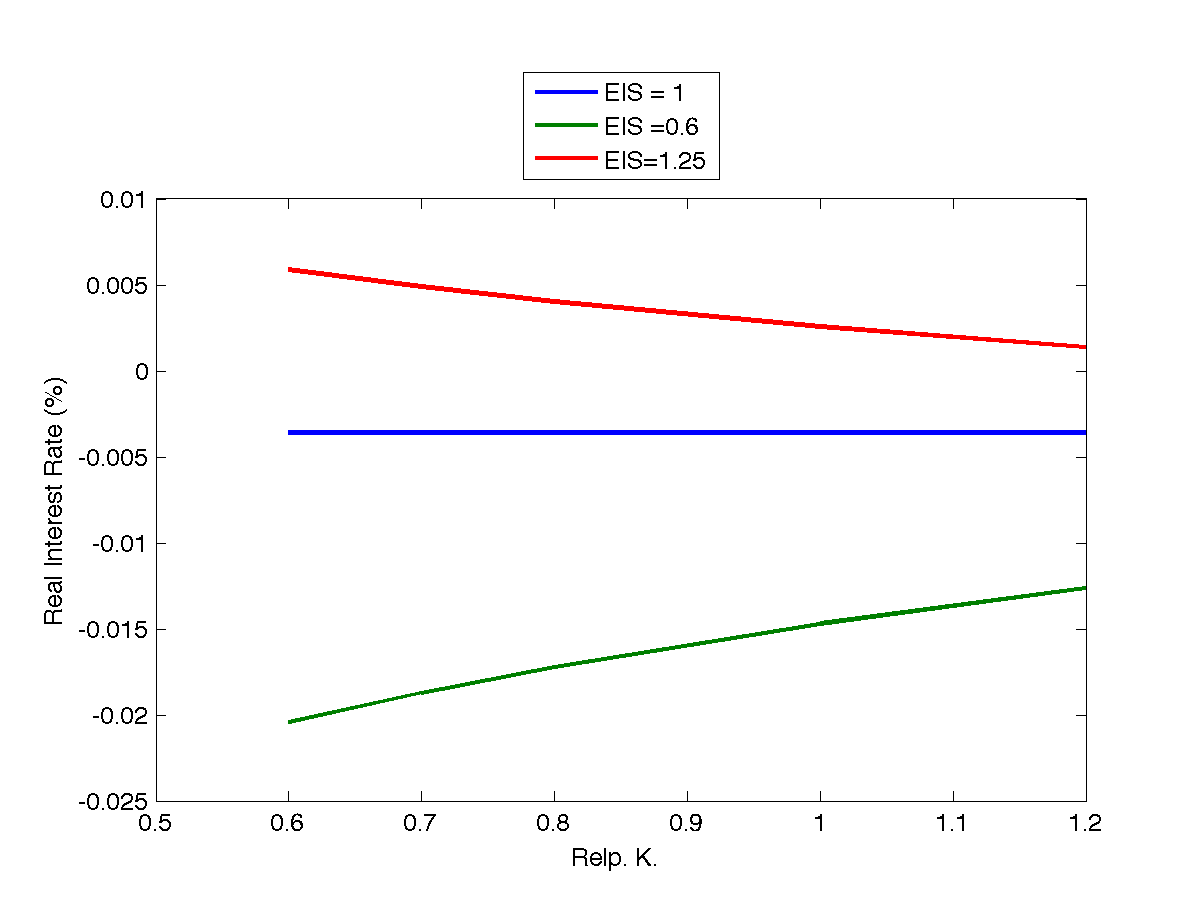 EIS = 1
EIS =0.6
EIS=1.25
0.01
0.005
0
-0.005
-0.01
-0.015
-0.02
-0.025
Real Interest Rate (%)
0.5 0.6 0.7 0.8 0.9 1 1.1 1.2
Relp. K.